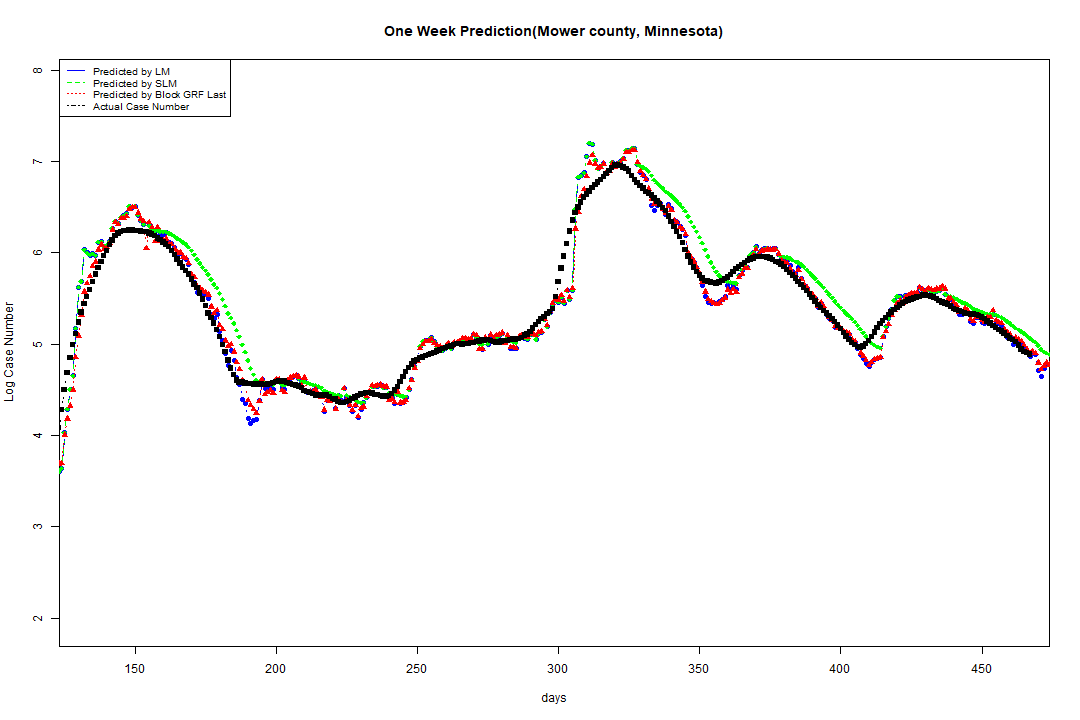 One Week Prediction(Mower county, Minnesota)
Predicted by LM
Predicted by SLM
Predicted by Block GRF Last
Actual Case Number
Log Case Number
8
7
6
5
4
3
2
150 200 250 300 350 400 450
days